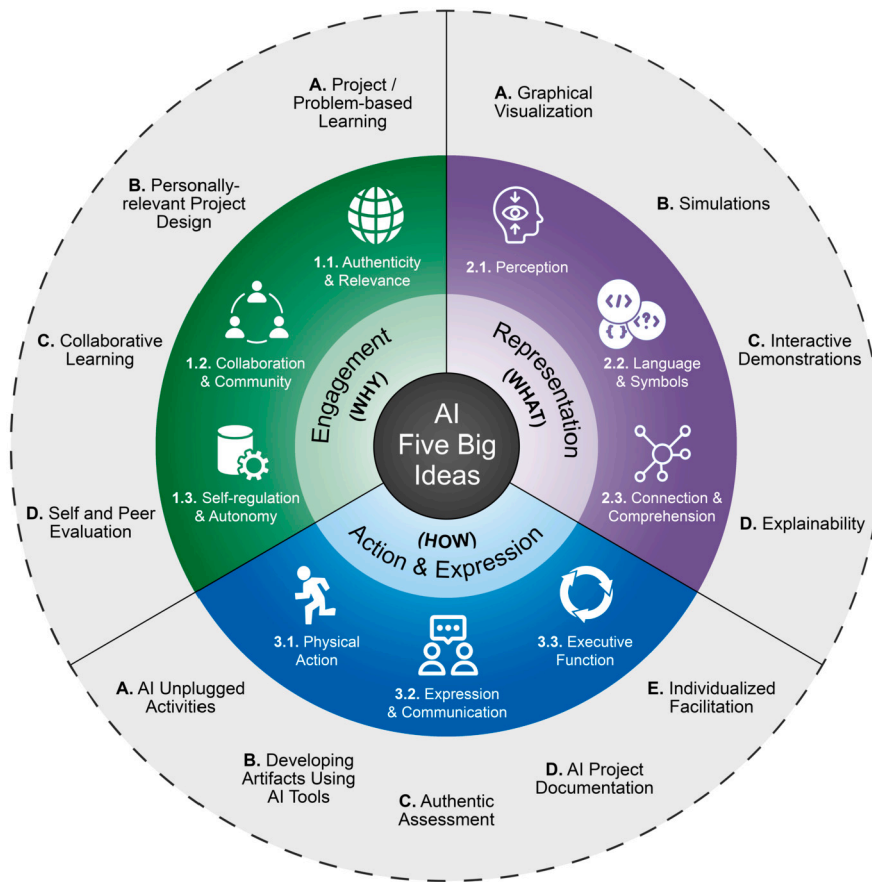 AI
Five Big
Ideas
Engagement
(WHY)
1.1. Authenticity
& Relevance
1.2. Collaboration
& Community
1.3. Self-regulation
& Autonomy
A. Project /
Problem-based
Learning
B. Personally-
relevant Project
Design
C. Collaborative
Learning
D. Self and Peer
Evaluation
Representation
(WHAT)
2.1. Perception
</>
{ }
<?>
2.2. Language
& Symbols
2.3. Connection &
Comprehension
A. Graphical
Visualization
B. Simulations
C. Interactive
Demonstrations
D. Explainability
(HOW)
Action & Expression
3.1. Physical
Action
3.2. Expression
& Communication
3.3. Executive
Function
A. AI Unplugged
Activities
B. Developing
Artifacts Using
AI Tools
C. Authentic
Assessment
D. AI Project
Documentation
E. Individualized
Facilitation